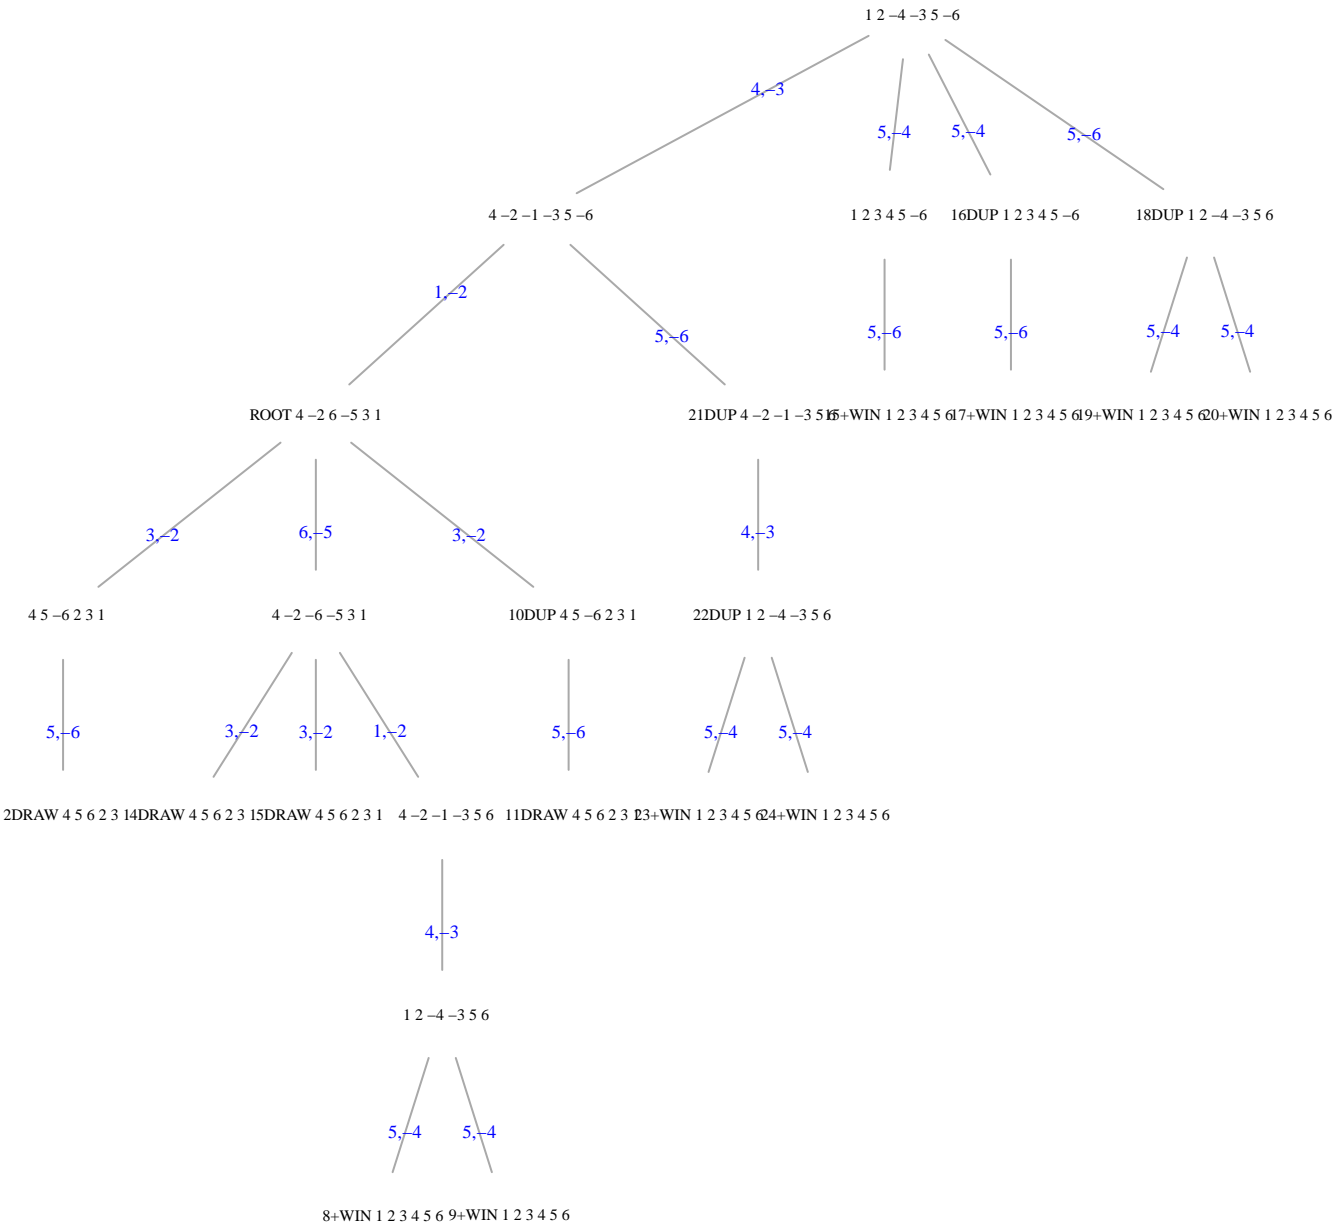 1 2 −4 −3 5 −6
4,−3
5,−4
5,−4
5,−6
4 −2 −1 −3 5 −6
1 2 3 4 5 −6
16DUP 1 2 3 4 5 −6
18DUP 1 2 −4 −3 5 6
1,−2
5,−6
5,−6
5,−6
5,−4
5,−4
ROOT 4 −2 6 −5 3 1
21DUP 4 −2 −1 −3 5 6
15+WIN 1 2 3 4 5 6
17+WIN 1 2 3 4 5 6
19+WIN 1 2 3 4 5 6
20+WIN 1 2 3 4 5 6
3,−2
6,−5
3,−2
4,−3
4 5 −6 2 3 1
4 −2 −6 −5 3 1
10DUP 4 5 −6 2 3 1
22DUP 1 2 −4 −3 5 6
5,−6
3,−2
3,−2
1,−2
5,−6
5,−4
5,−4
2DRAW 4 5 6 2 3 1
4DRAW 4 5 6 2 3 1
5DRAW 4 5 6 2 3 1
4 −2 −1 −3 5 6
11DRAW 4 5 6 2 3 1
23+WIN 1 2 3 4 5 6
24+WIN 1 2 3 4 5 6
4,−3
1 2 −4 −3 5 6
5,−4
5,−4
8+WIN 1 2 3 4 5 6
9+WIN 1 2 3 4 5 6